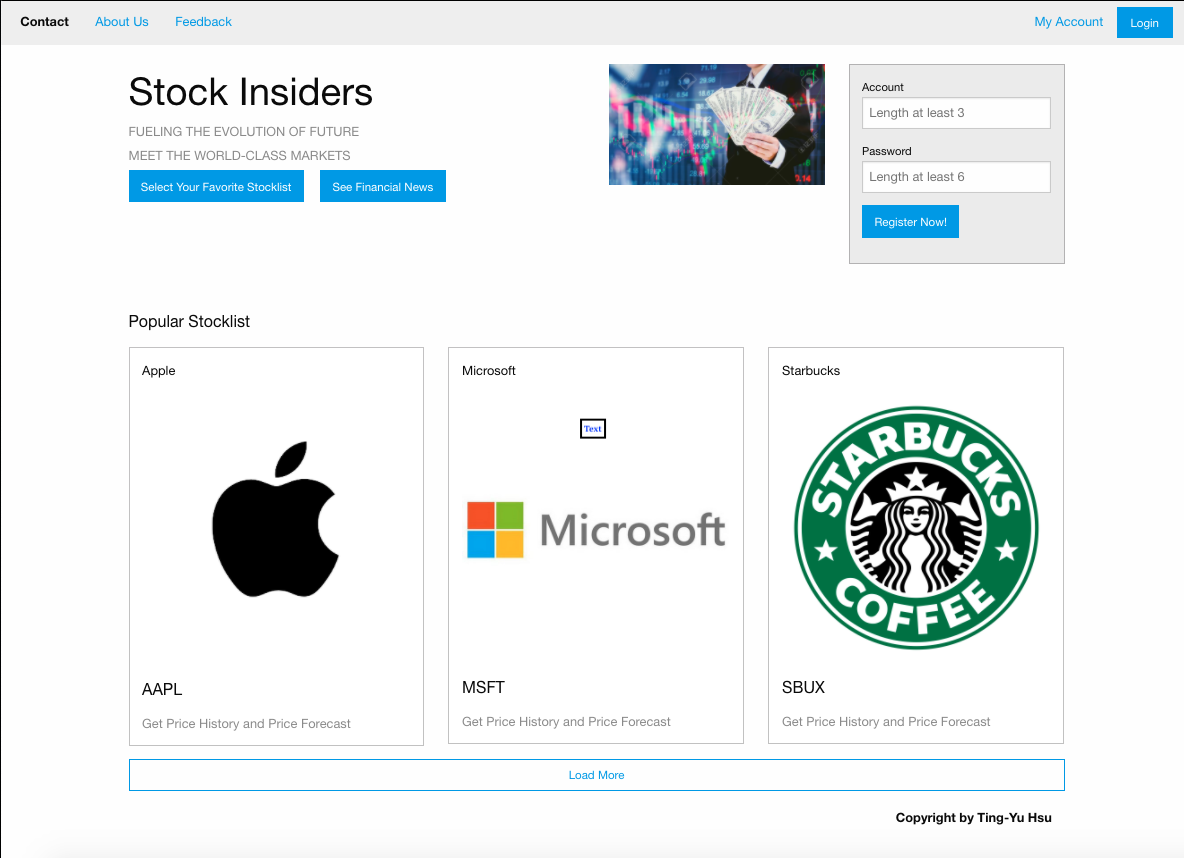 Contact About Us Feedback My Account Login
Stock Insiders
FUELING THE EVOLUTION OF FUTURE
MEET THE WORLD-CLASS MARKETS
Select Your Favorite Stocklist See Financial News
Account
Length at least 3
Password
Length at least 6
Register Now!
Popular Stocklist
Apple
AAPL
Get Price History and Price Forecast
Microsoft
Text
Microsoft
MSFT
Get Price History and Price Forecast
Starbucks
STARBUCKS
COFFEE
SBUX
Get Price History and Price Forecast
Load More
Copyright by Ting-Yu Hsu